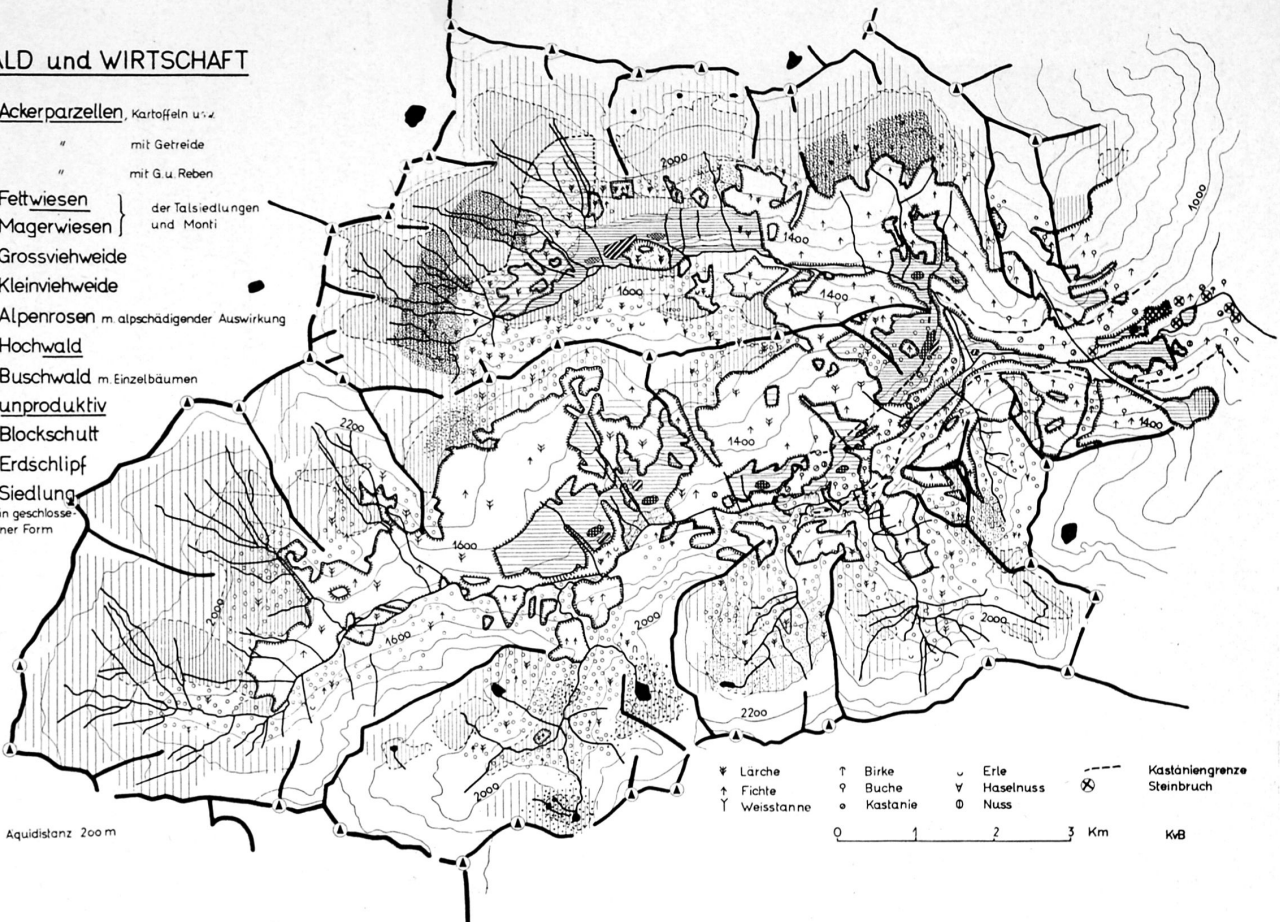 ALD und WIRTSCHAFT
Ackerparzellen, Kartoffeln
" mit Getreide
" mit G.u. Reben
Fettwiesen
Magerwiesen
der Talsiedlungen
und Monti
Grossviehweide
Kleinviehweide
Alpenrosen m. alpschädigender Auswirkung
Hochwald
Buschwald m. Einzelbäumen
unproduktiv
Blockschutt
Erdschlipf
Siedlung
in geschlosse-
ner Form
Äquidistanz 200 m
2000
1000
1400
1600
1400
2200
1400
1400
1600
2000
1600
2000
2000
2200
2000
Lärche
Fichte
Weisstanne
Birke
Buche
Kastanie
Erle
Haselnuss
Nuss
Kastaniengrenze
Steinbruch
0 1 2 3 Km
KvB